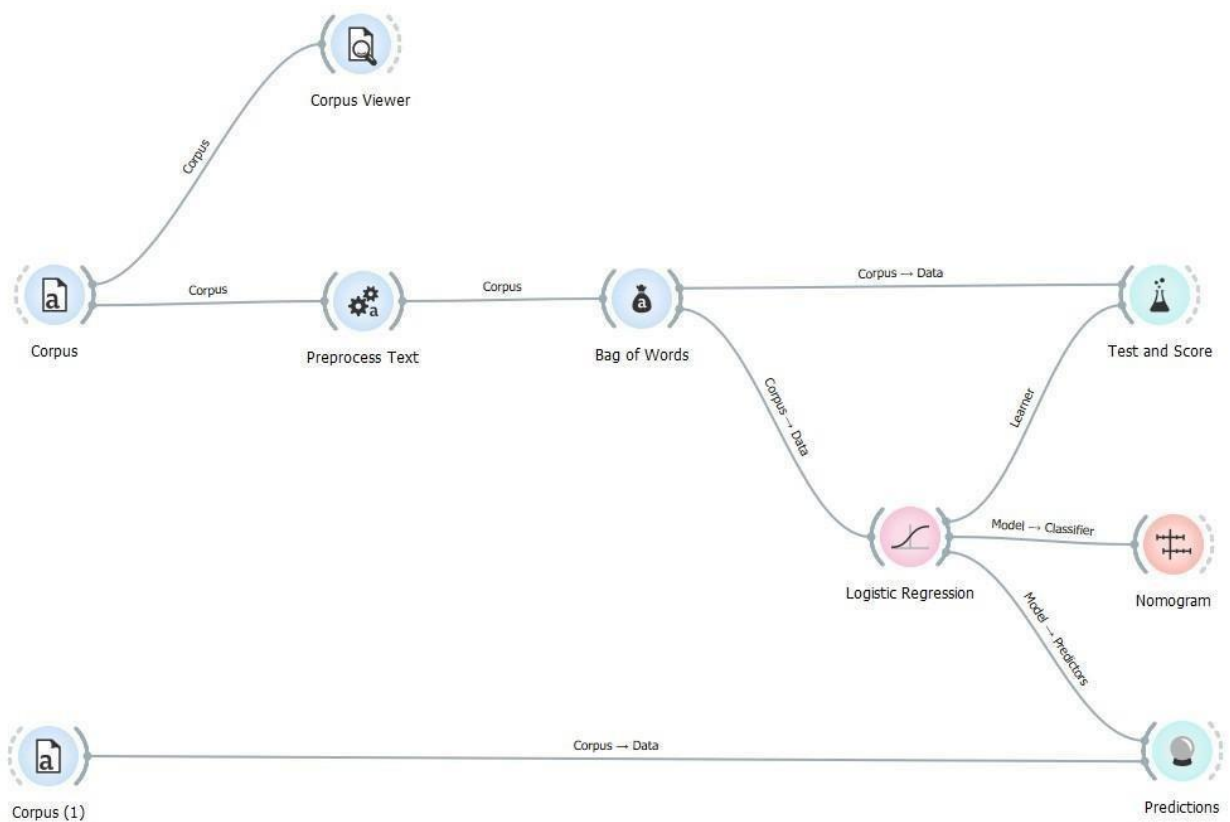 Corpus Viewer
Corpus
Corpus
Corpus
Corpus → Data
Corpus
Preprocess Text
Bag of Words
Test and Score
Corpus → Data
Learner
Model → Classifier
Logistic Regression
Nomogram
Model → Predictors
Corpus → Data
Corpus (1)
Predictions
a
a
a
a